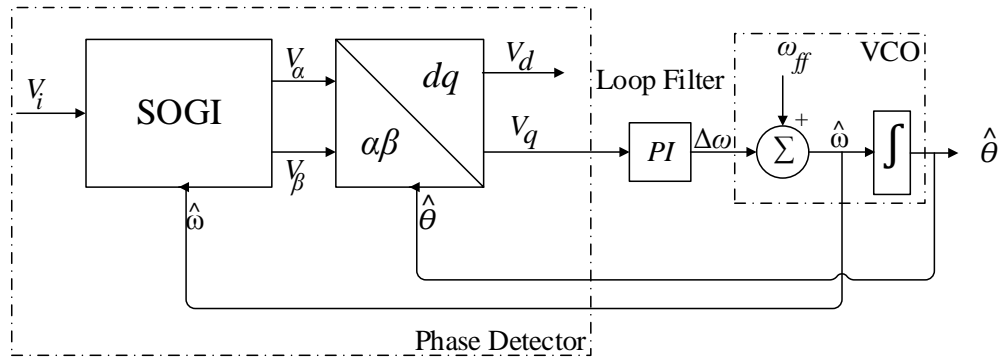 VCO
ω_ff
V_α
V_d
dq
Loop Filter
V_i
SOGI
+
θ̂
V_q
Δω
ω̂
PI
Σ
∫
αβ
V_β
ω̂
θ̂
Phase Detector